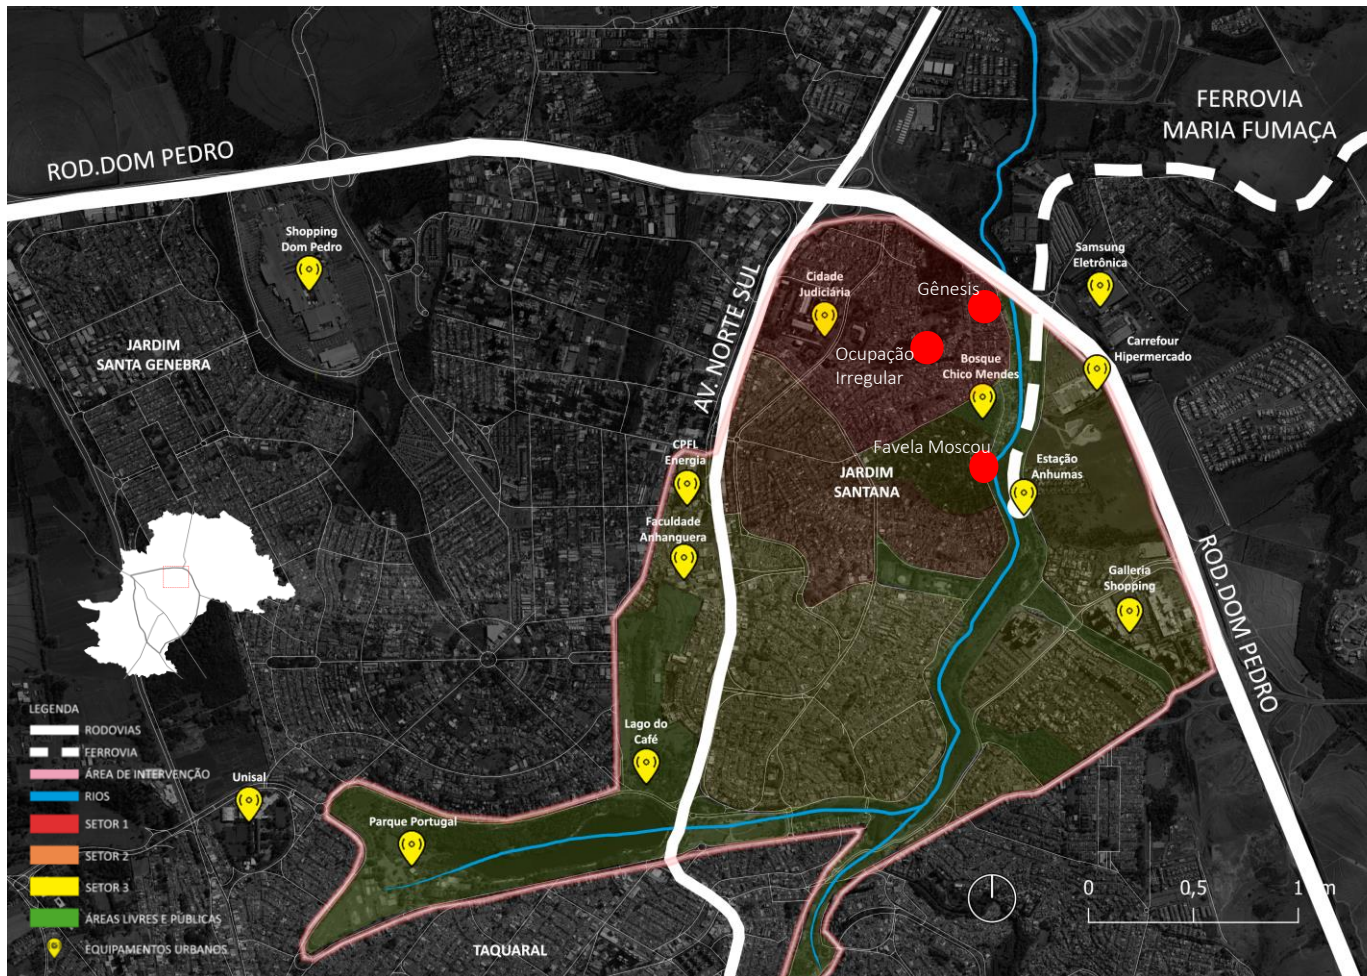 FERROVIA
MARIA FUMAÇA
ROD.DOM PEDRO
Shopping
Dom Pedro
Samsung
Eletrônica
Cidade
Judiciária
Gênesis
AV. NORTE SUL
JARDIM
SANTA GENEBRA
Ocupação
Irregular
Bosque
Chico Mendes
Carrefour
Hipermercado
CPFL
Energia
Favela Moscou
JARDIM
SANTANA
Estação
Anhumas
Faculdade
Anhanguera
ROD.DOM PEDRO
Galleria
Shopping
LEGENDA
RODOVIAS
FERROVIA
ÁREA DE INTERVENÇÃO
RIOS
SETOR 1
SETOR 2
SETOR 3
ÁREAS LIVRES E PÚBLICAS
EQUIPAMENTOS URBANOS
Lago do
Café
Unisal
Parque Portugal
TAQUARAL
0 0,5 1